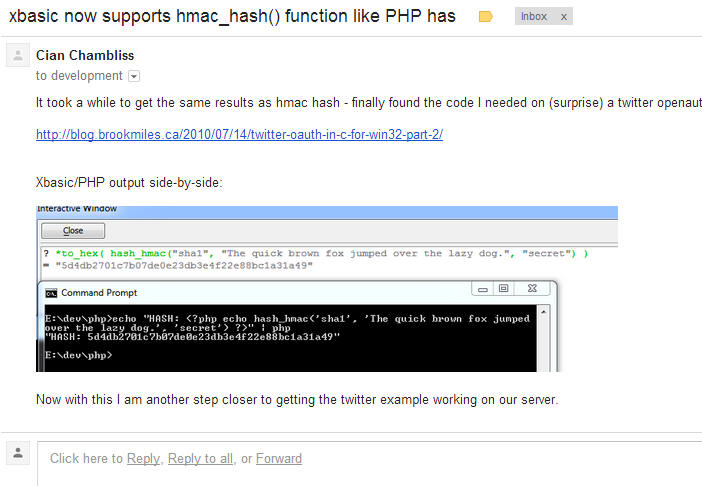 xbasic now supports hmac_hash() function like PHP has
Inbox x
Cian Chambliss
to development
It took a while to get the same results as hmac hash - finally found the code I needed on (surprise) a twitter openaut
http://blog.brookmiles.ca/2010/07/14/twitter-oauth-in-c-for-win32-part-2/
Xbasic/PHP output side-by-side:
Interactive Window
Close
? *to_hex( hash_hmac("sha1", "The quick brown fox jumped over the lazy dog.", "secret") )
= "5d4db2701c7b07de0e23db3e4f22e88bc1a31a49"
Command Prompt
E:\dev\php>echo "HASH: <?php echo hash_hmac('sha1', 'The quick brown fox jumped
over the lazy dog.', 'secret') ?>" | php
"HASH: 5d4db2701c7b07de0e23db3e4f22e88bc1a31a49"
E:\dev\php>
Now with this I am another step closer to getting the twitter example working on our server.
Click here to Reply, Reply to all, or Forward